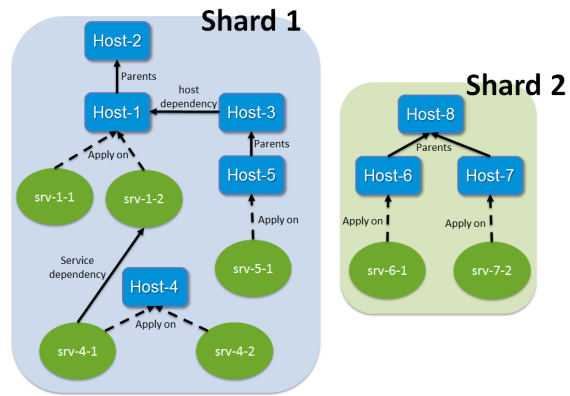 Shard 1
Host-2
Parents
host
dependency
Host-1
Host-3
Apply on
Parents
Host-5
srv-1-1
srv-1-2
Apply on
Service
dependency
srv-5-1
Host-4
Apply on
srv-4-1
srv-4-2
Shard 2
Host-8
Parents
Host-6
Host-7
Apply on
Apply on
srv-6-1
srv-7-2